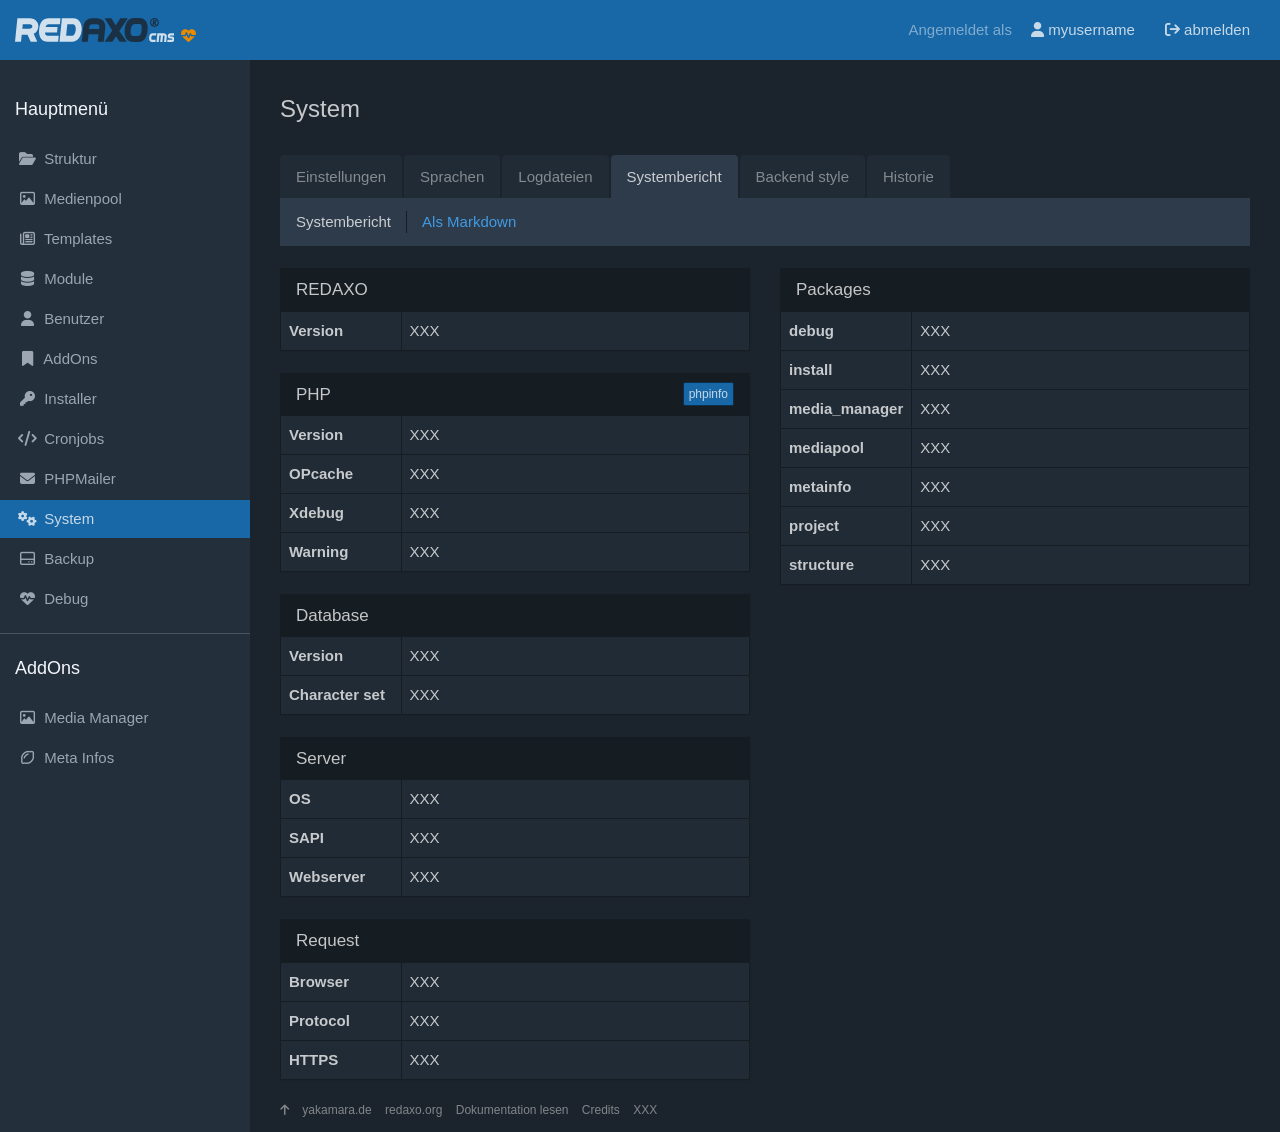 REDAXO® cms
Angemeldet als myusername abmelden
Hauptmenü
Struktur
Medienpool
Templates
Module
Benutzer
AddOns
Installer
Cronjobs
PHPMailer
System
Backup
Debug
AddOns
Media Manager
Meta Infos
System
Einstellungen Sprachen Logdateien Systembericht Backend style Historie
Systembericht Als Markdown
REDAXO
Version XXX
PHP phpinfo
Version XXX
OPcache XXX
Xdebug XXX
Warning XXX
Database
Version XXX
Character set XXX
Server
OS XXX
SAPI XXX
Webserver XXX
Request
Browser XXX
Protocol XXX
HTTPS XXX
Packages
debug XXX
install XXX
media_manager XXX
mediapool XXX
metainfo XXX
project XXX
structure XXX
yakamara.de redaxo.org Dokumentation lesen Credits XXX